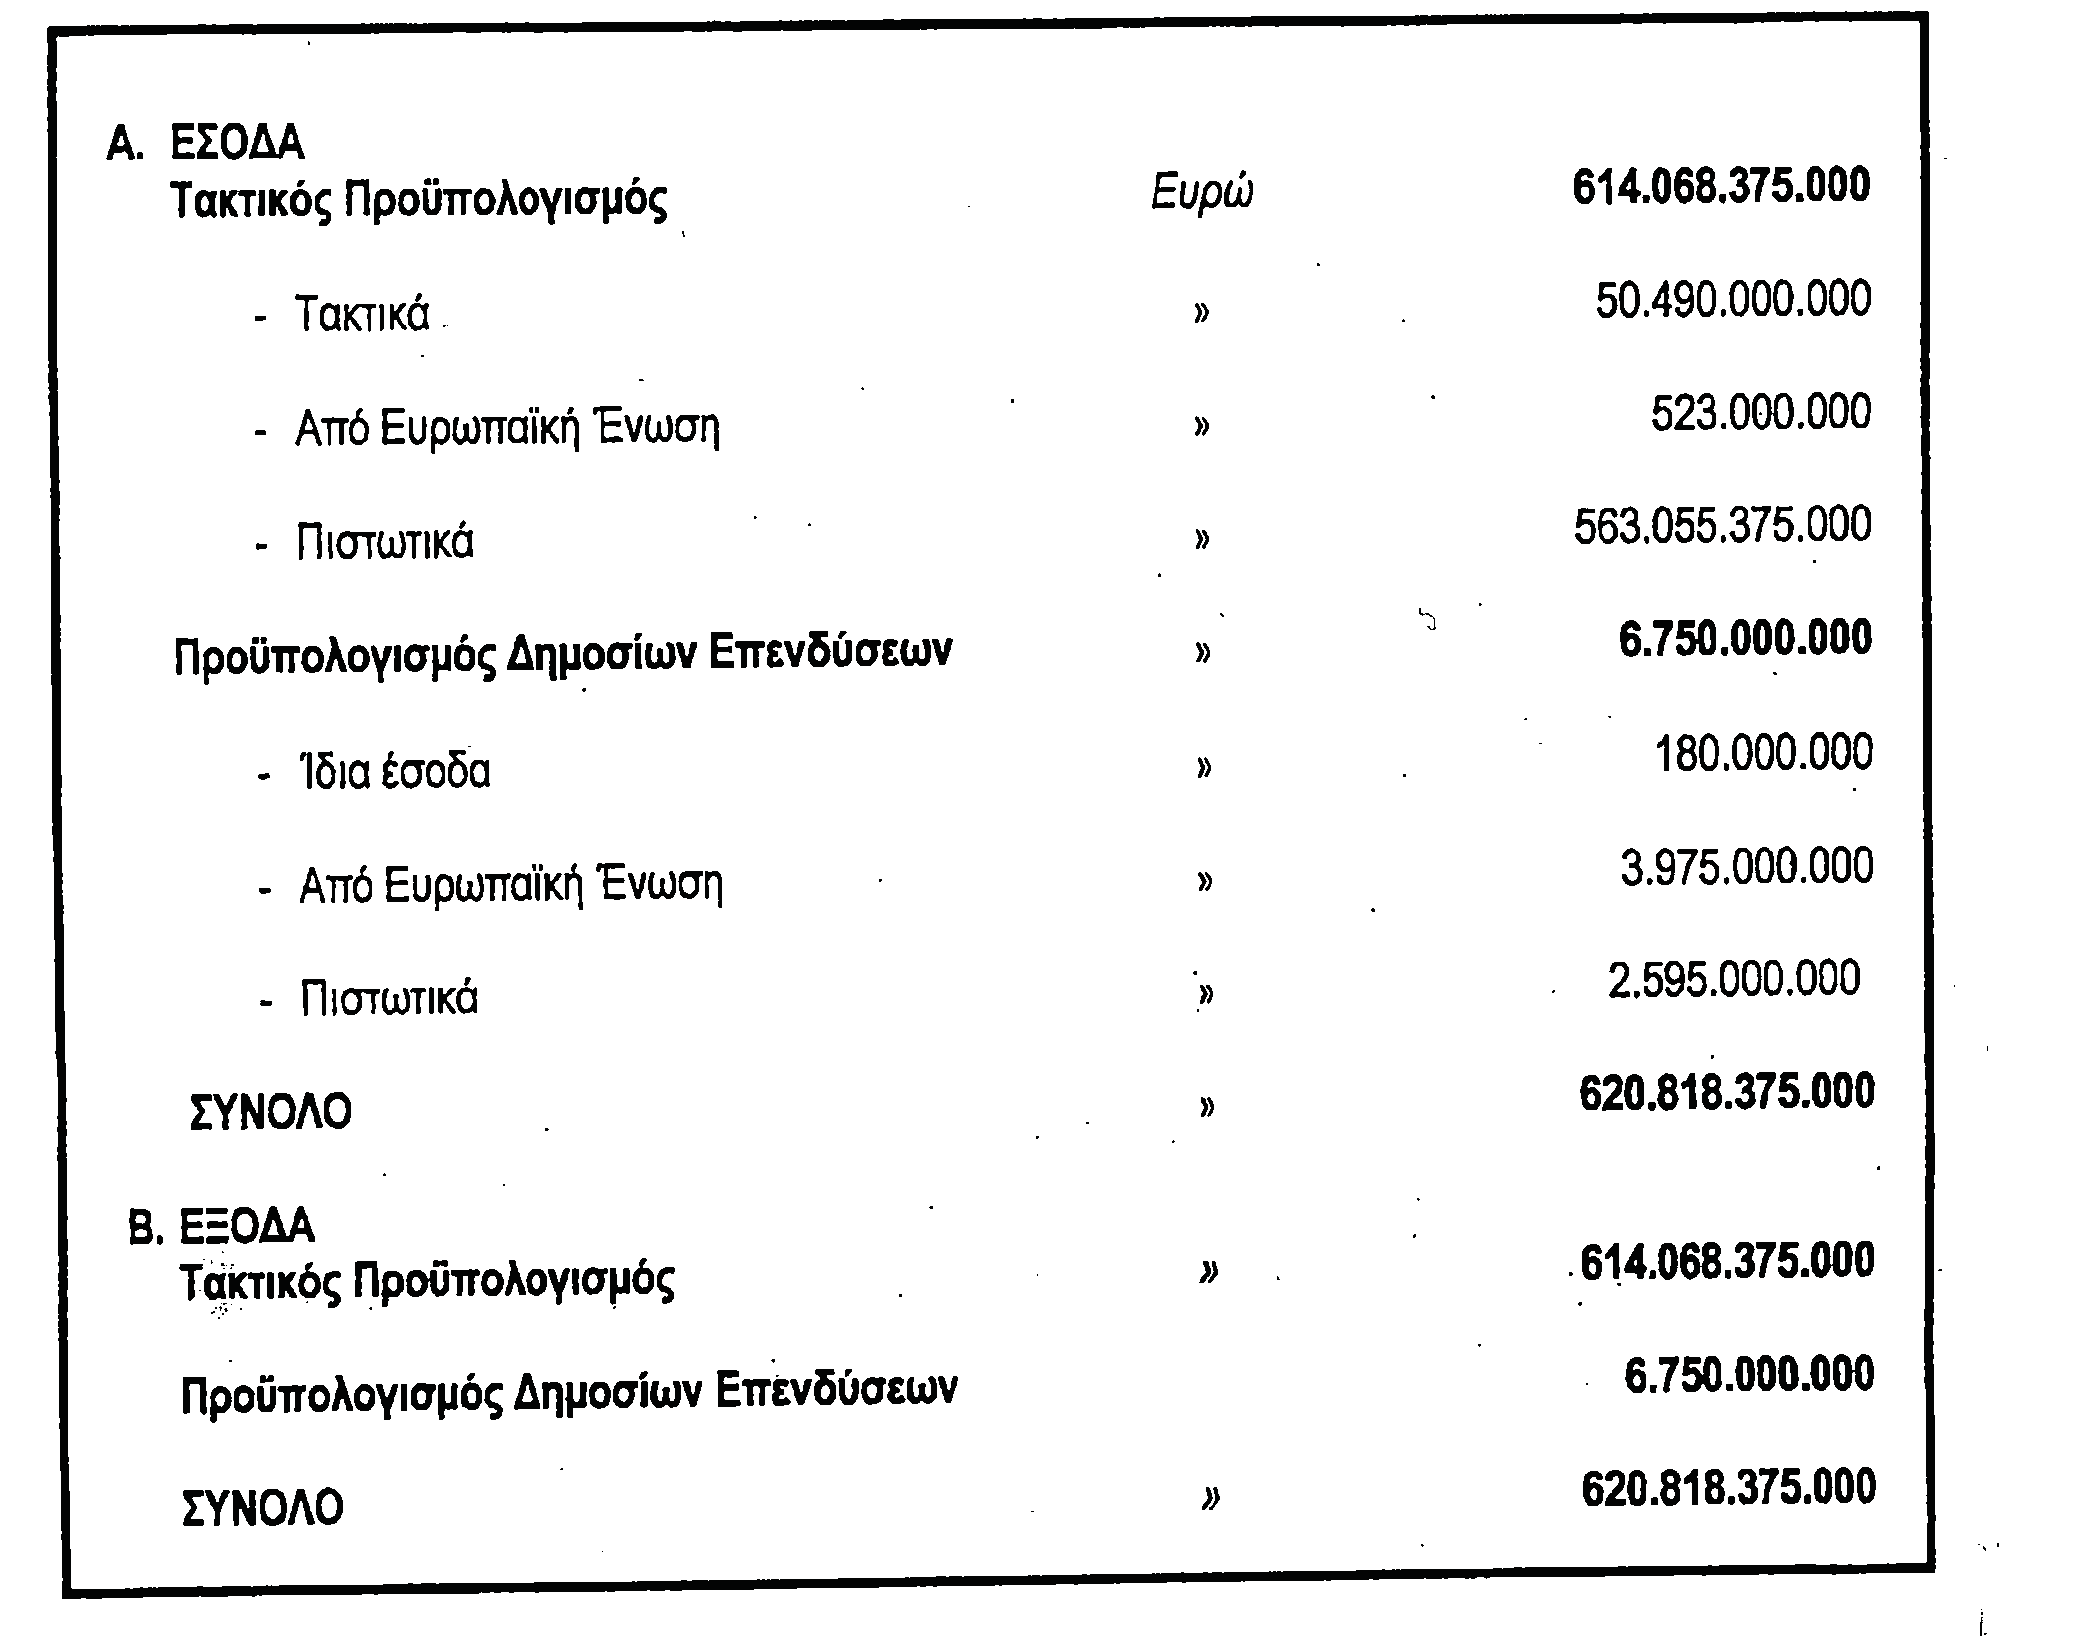 Α. ΕΣΟΔΑ
Τακτικός Προϋπολογισμός Ευρώ 614.068.375.000
- Τακτικά » 50.490.000.000
- Από Ευρωπαϊκή Ένωση » 523.000.000
- Πιστωτικά » 563.055.375.000
Προϋπολογισμός Δημοσίων Επενδύσεων » 6.750.000.000
- Ίδια έσοδα » 180.000.000
- Από Ευρωπαϊκή Ένωση » 3.975.000.000
- Πιστωτικά » 2.595.000.000
ΣΥΝΟΛΟ » 620.818.375.000
Β. ΕΞΟΔΑ
Τακτικός Προϋπολογισμός » 614.068.375.000
Προϋπολογισμός Δημοσίων Επενδύσεων 6.750.000.000
ΣΥΝΟΛΟ » 620.818.375.000